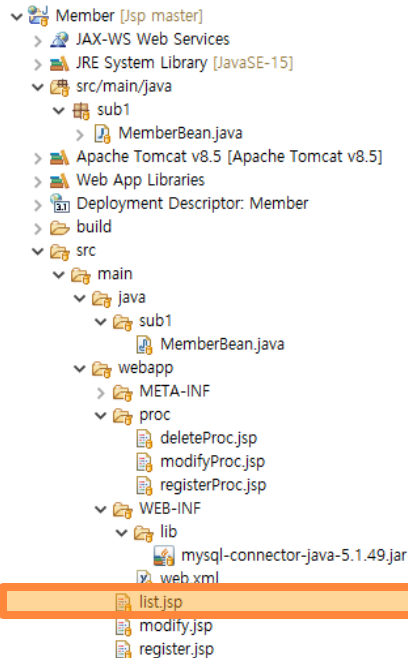 Member [Jsp master]
JAX-WS Web Services
JRE System Library [JavaSE-15]
src/main/java
sub1
MemberBean.java
Apache Tomcat v8.5 [Apache Tomcat v8.5]
Web App Libraries
3.1 Deployment Descriptor: Member
build
src
main
java
sub1
MemberBean.java
webapp
META-INF
proc
deleteProc.jsp
modifyProc.jsp
registerProc.jsp
WEB-INF
lib
mysql-connector-java-5.1.49.jar
web.xml
list.jsp
modify.jsp
register.jsp